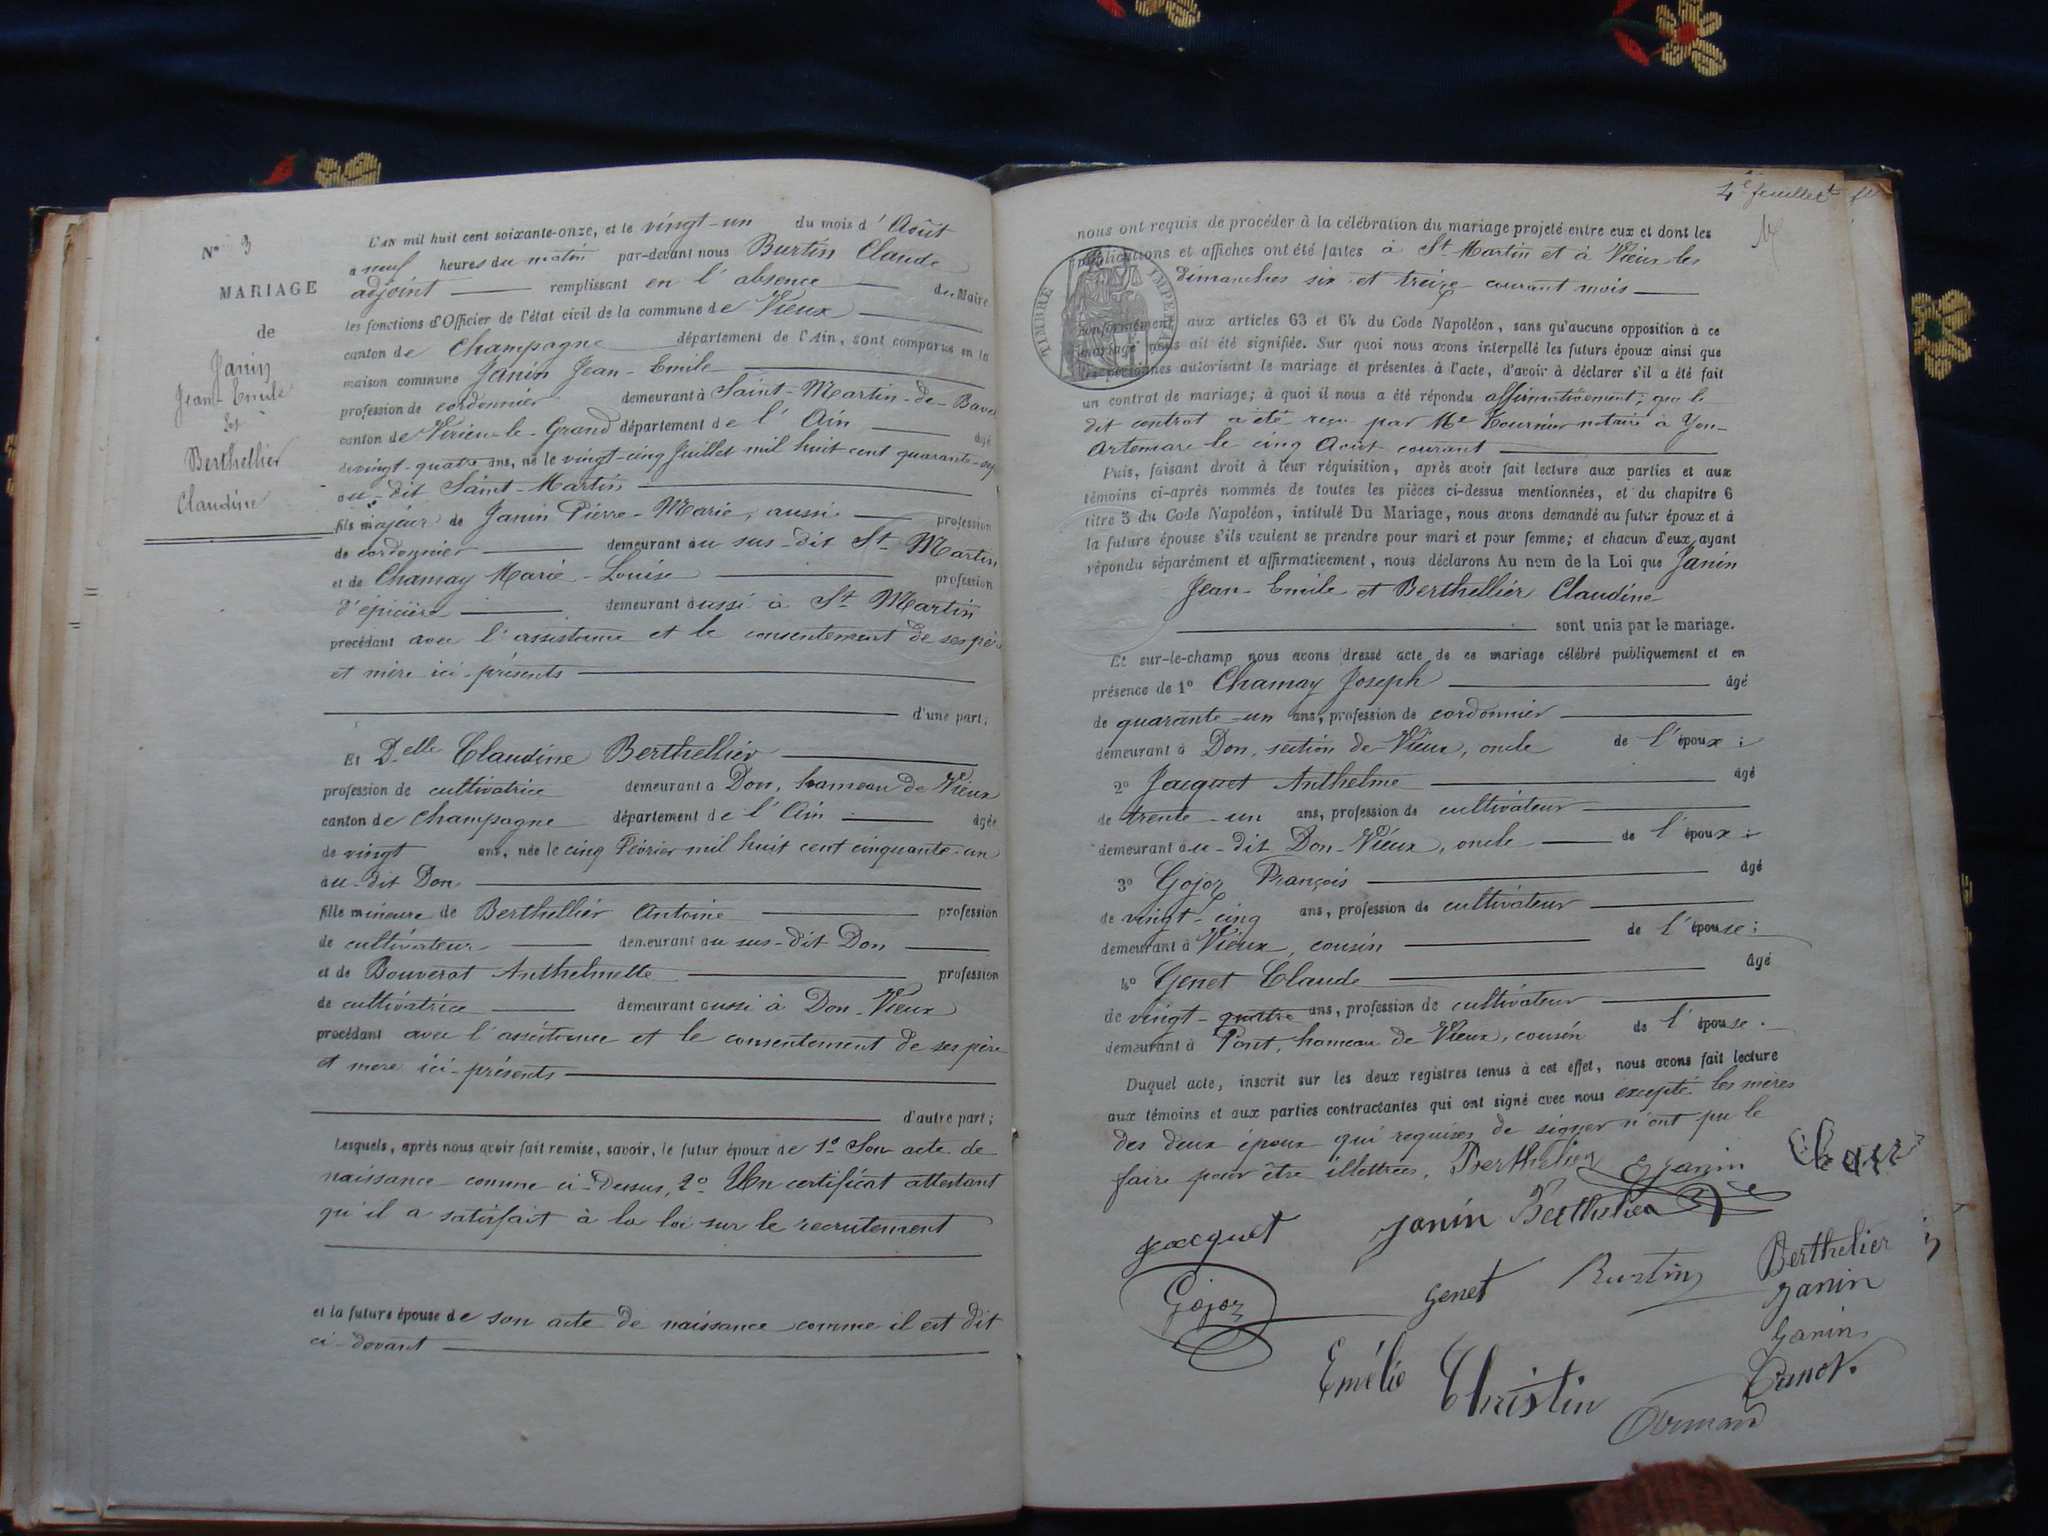 N° 3
MARIAGE
de
Janin
Jean-Emile
Et
Berthellier
Claudine
L'AN mil huit cent soixante-onze, et le vingt-un du mois d'Août
a neuf heures du matin par-devant nous Burtin Claude
adjoint remplissant en l'absence du Maire
les fonctions d'Officier de l'état civil de la commune de Vieux
canton de Champagne département de l'Ain, sont comparus en la
maison commune Janin Jean-Emile
profession de cordonnier demeurant à Saint-Martin-de-Bavel
canton de Virieu-le-Grand département de l'Ain âgé
de vingt-quatre ans, né le vingt-cinq Juillet mil huit cent quarante-sept
au-dit Saint-Martin
fils majeur de Janin Pierre-Marie, aussi profession
de cordonnier demeurant au sus-dit St Martin
et de Chamay Marie-Louise profession
d'épicière demeurant aussi à St Martin
procédant avec l'assistance et le consentement de ses père
et mère ici-présents
d'une part;
Et Delle Claudine Berthellier
profession de cultivatrice demeurant à Don, hameau de Vieux
canton de Champagne département de l'Ain âgée
de vingt ans, née le cinq Février mil huit cent cinquante-un
au-dit Don
fille mineure de Berthellier Antoine profession
de cultivateur demeurant au sus-dit Don
et de Bouverat Anthelmette profession
de cultivatrice demeurant aussi à Don-Vieux
procédant avec l'assistance et le consentement de ses père
et mere ici-présents
d'autre part;
Lesquels, après nous avoir fait remise, savoir, le futur époux de 1° Son acte de
naissance comme ci-Dessus, 2° Un certificat attestant
qu'il a satisfait à la loi sur le recrutement
et la future épouse de son acte de naissance comme il est dit
ci-devant
4e feuillet
nous ont requis de procéder à la célébration du mariage projeté entre eux et dont les
publications et affiches ont été faites à St Martin et à Vieux les
dimanches six et treize courant mois
TIMBRE IMPÉRIAL
conformément aux articles 63 et 64 du Code Napoléon, sans qu'aucune opposition à ce
mariage nous ait été signifiée. Sur quoi nous avons interpellé les futurs époux ainsi que
les personnes autorisant le mariage et présentes à l'acte, d'avoir à déclarer s'il a été fait
un contrat de mariage; à quoi il nous a été répondu affirmativement; que le
dit contrat a été reçu par Me Tournier notaire à Yon-
Artemare le cinq Août courant
Puis, faisant droit à leur réquisition, après avoir fait lecture aux parties et aux
témoins ci-après nommés de toutes les pièces ci-dessus mentionnées, et du chapitre 6
titre 5 du Code Napoléon, intitulé Du Mariage, nous avons demandé au futur époux et à
la future épouse s'ils veulent se prendre pour mari et pour femme; et chacun d'eux ayant
répondu séparément et affirmativement, nous déclarons Au nom de la Loi que Janin
Jean-Emile et Berthellier Claudine
sont unis par le mariage.
Et sur-le-champ nous avons dressé acte de ce mariage célébré publiquement et en
présence de 1° Chamay Joseph âgé
de quarante-un ans, profession de cordonnier
demeurant à Don, section de Vieux, oncle de l'époux;
2° Jacquet Anthelme âgé
de trente-un ans, profession de cultivateur
demeurant au-dit Don-Vieux, oncle de l'époux;
3° Gojoz François âgé
de vingt-cinq ans, profession de cultivateur
demeurant à Vieux, cousin de l'épouse;
4° Genet Claude âgé
de vingt-quatre ans, profession de cultivateur
demeurant à Pont, hameau de Vieux, cousin de l'épouse.
Duquel acte, inscrit sur les deux registres tenus à cet effet, nous avons fait lecture
aux témoins et aux parties contractantes qui ont signé avec nous excepté les mères
des deux époux qui requises de signer n'ont pu le
faire pour être illettrées. Berthelier E Janin
Jacquet Janin Berthelier
Gojoz Genet Burtin Berthelier
Janin
Janin
Emélie Christin